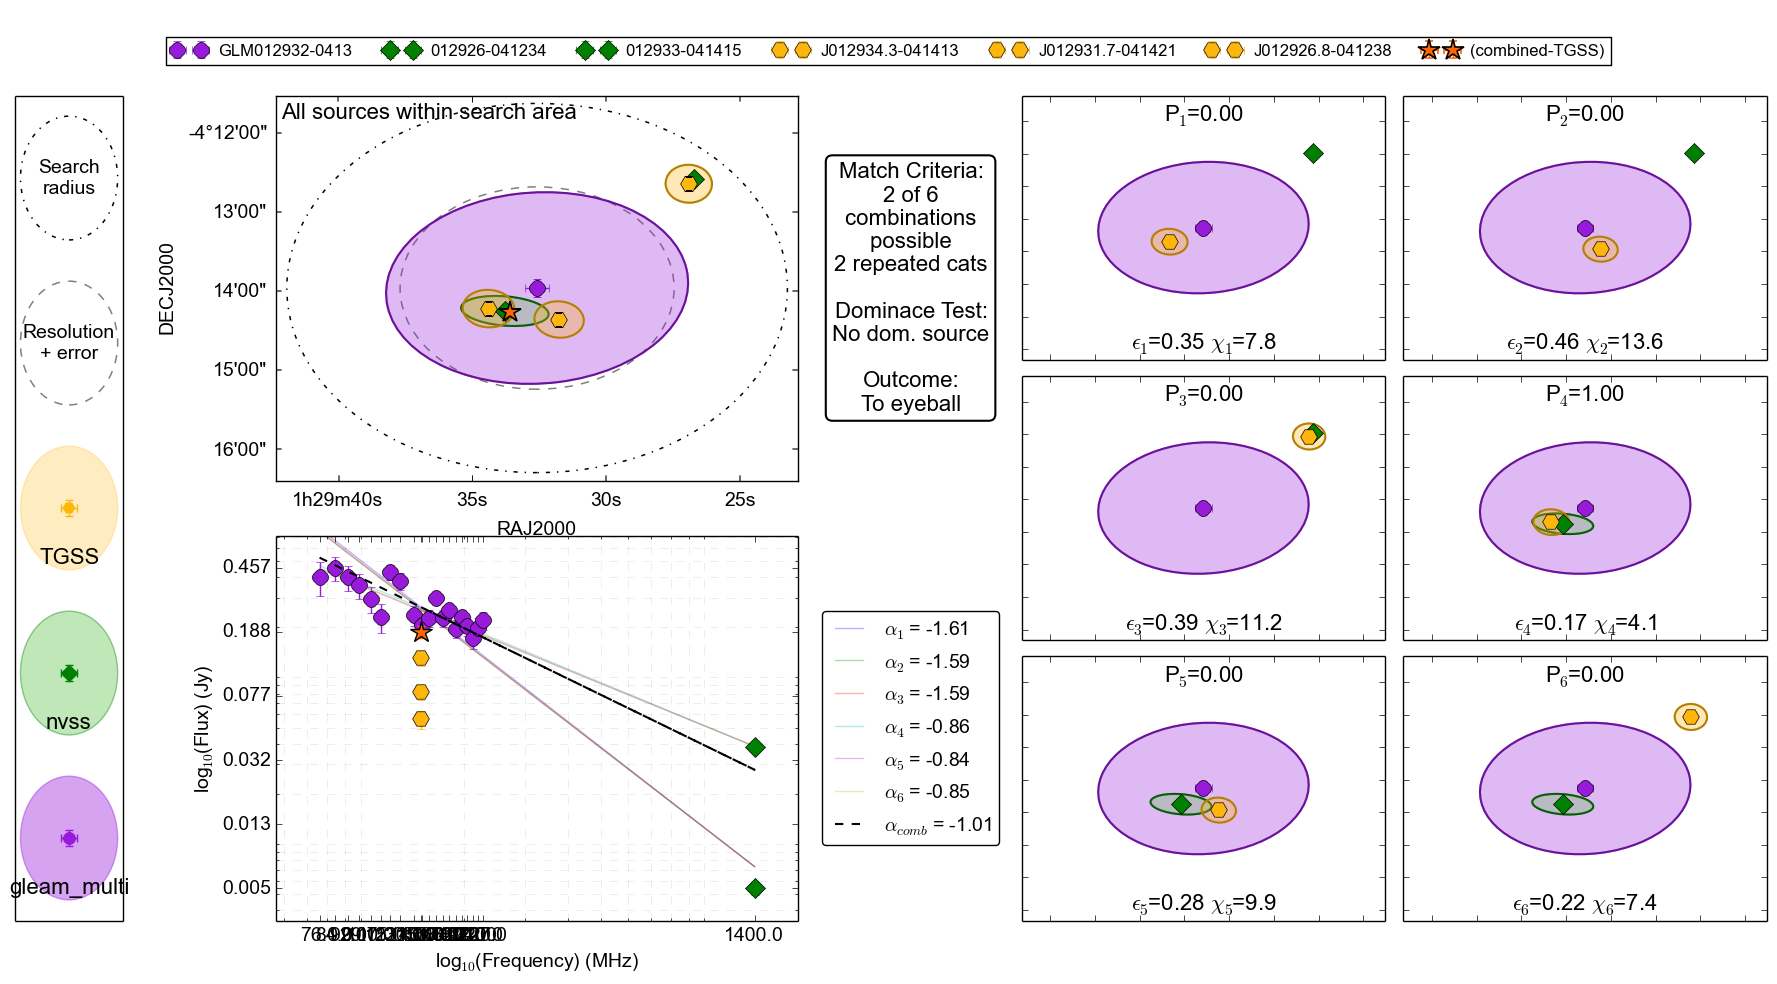 GLM012932-0413 012926-041234 012933-041415 J012934.3-041413 J012931.7-041421 J012926.8-041238 (combined-TGSS)
Search
radius
Resolution
+ error
TGSS
nvss
gleam_multi
All sources within search area
DECJ2000
-4°12'00"
13'00"
14'00"
15'00"
16'00"
1h29m40s 35s 30s 25s
RAJ2000
Match Criteria:
2 of 6
combinations
possible
2 repeated cats
Dominace Test:
No dom. source
Outcome:
To eyeball
log10(Flux) (Jy)
0.457
0.188
0.077
0.032
0.013
0.005
1400.0
log10(Frequency) (MHz)
α1 = -1.61
α2 = -1.59
α3 = -1.59
α4 = -0.86
α5 = -0.84
α6 = -0.85
αcomb = -1.01
P1=0.00
ϵ1=0.35 χ1=7.8
P2=0.00
ϵ2=0.46 χ2=13.6
P3=0.00
ϵ3=0.39 χ3=11.2
P4=1.00
ϵ4=0.17 χ4=4.1
P5=0.00
ϵ5=0.28 χ5=9.9
P6=0.00
ϵ6=0.22 χ6=7.4